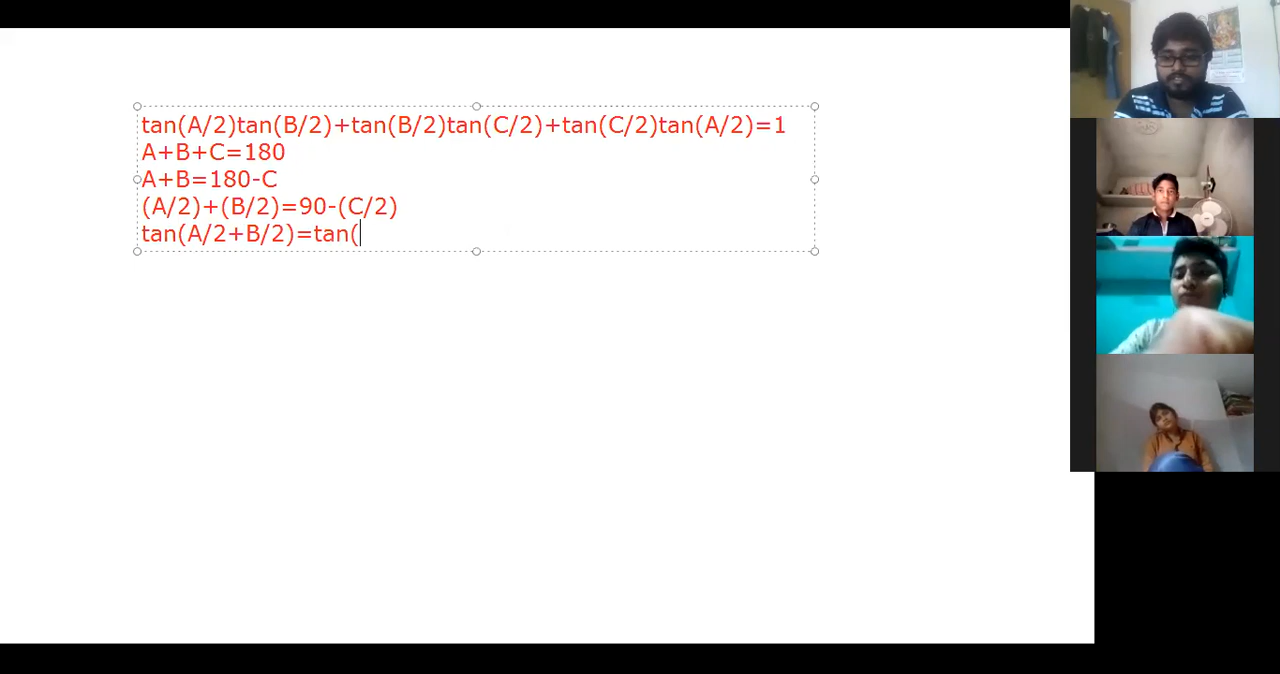 tan(A/2)tan(B/2)+tan(B/2)tan(C/2)+tan(C/2)tan(A/2)=1
A+B+C=180
A+B=180-C
(A/2)+(B/2)=90-(C/2)
tan(A/2+B/2)=tan(